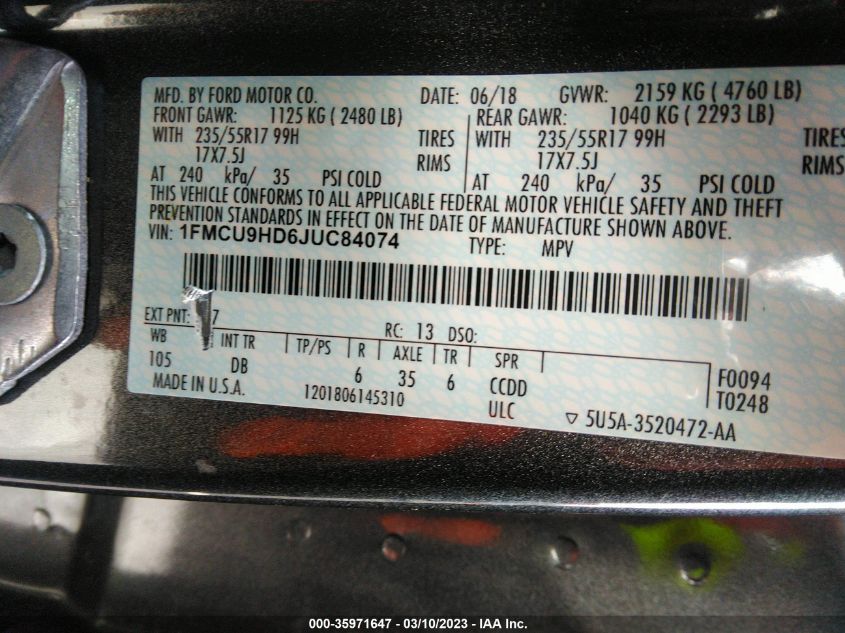 MFD. BY FORD MOTOR CO. DATE: 06/18 GVWR: 2159 KG ( 4760 LB)
FRONT GAWR: 1125 KG ( 2480 LB) REAR GAWR: 1040 KG ( 2293 LB)
WITH 235/55R17 99H TIRES WITH 235/55R17 99H TIRES
17X7.5J RIMS 17X7.5J RIMS
AT 240 kPa/ 35 PSI COLD AT 240 kPa/ 35 PSI COLD
THIS VEHICLE CONFORMS TO ALL APPLICABLE FEDERAL MOTOR VEHICLE SAFETY AND THEFT
PREVENTION STANDARDS IN EFFECT ON THE DATE OF MANUFACTURE SHOWN ABOVE.
VIN: 1FMCU9HD6JUC84074 TYPE: MPV
EXT PNT: 7 RC: 13 DSO:
WB INT TR TP/PS R AXLE TR SPR
105 DB 6 35 6 CCDD F0094
MADE IN U.S.A. 1201806145310 ULC T0248
▽ 5U5A-3520472-AA
000-35971647 — 03/10/2023 — IAA Inc.